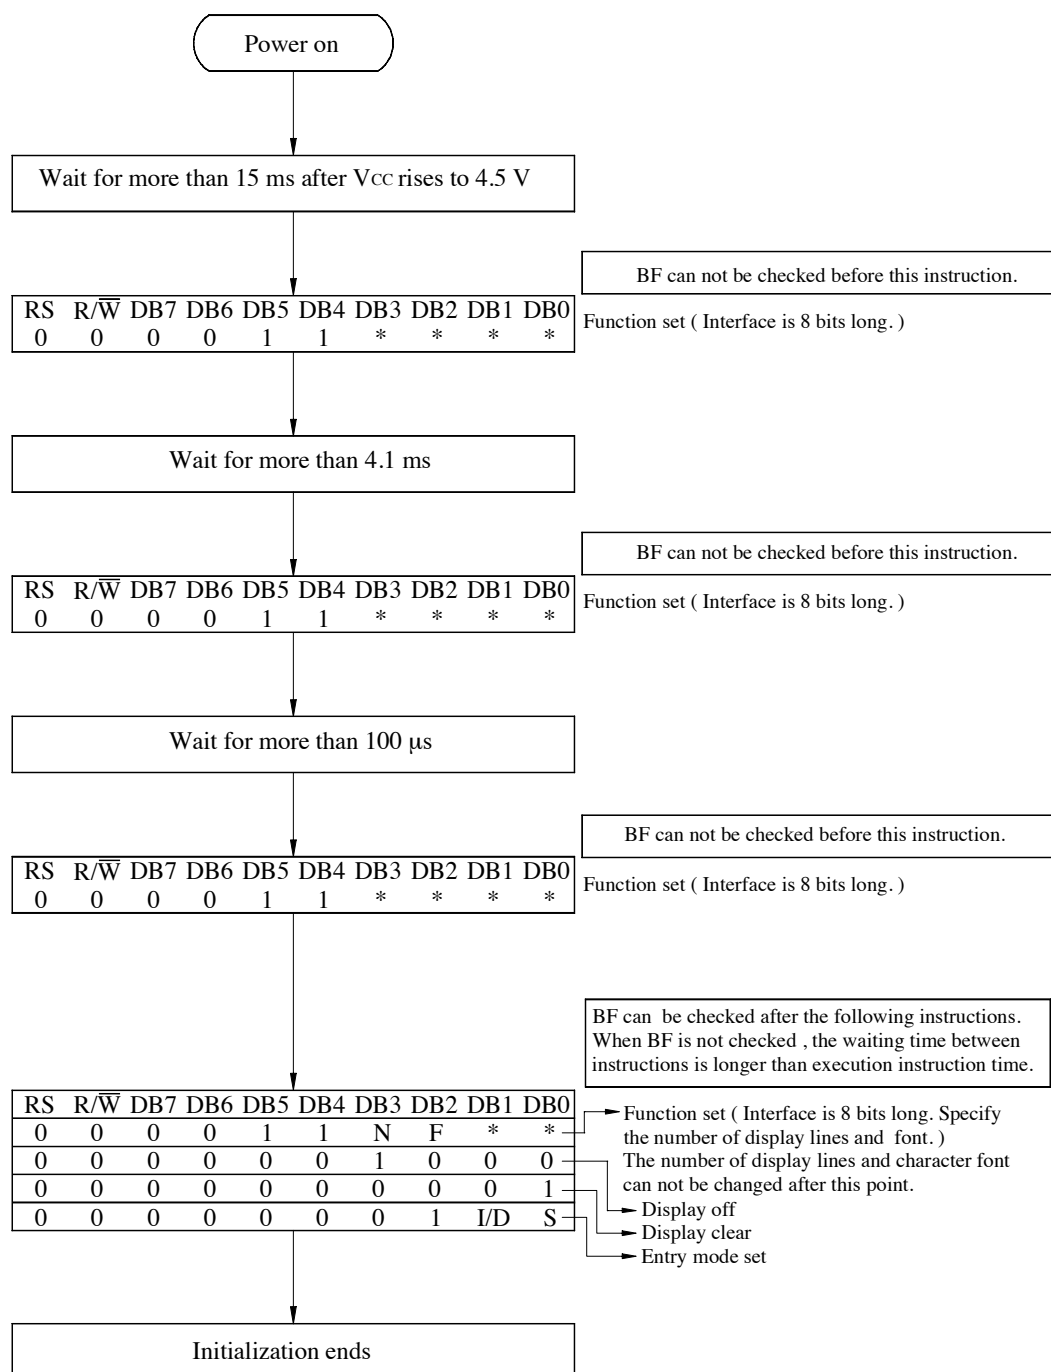 Power on
Wait for more than 15 ms after VCC rises to 4.5 V
BF can not be checked before this instruction.
RS R/W̅ DB7 DB6 DB5 DB4 DB3 DB2 DB1 DB0
0 0 0 0 1 1 * * * *
Function set ( Interface is 8 bits long. )
Wait for more than 4.1 ms
BF can not be checked before this instruction.
RS R/W̅ DB7 DB6 DB5 DB4 DB3 DB2 DB1 DB0
0 0 0 0 1 1 * * * *
Function set ( Interface is 8 bits long. )
Wait for more than 100 μs
BF can not be checked before this instruction.
RS R/W̅ DB7 DB6 DB5 DB4 DB3 DB2 DB1 DB0
0 0 0 0 1 1 * * * *
Function set ( Interface is 8 bits long. )
BF can be checked after the following instructions.
When BF is not checked , the waiting time between
instructions is longer than execution instruction time.
RS R/W̅ DB7 DB6 DB5 DB4 DB3 DB2 DB1 DB0
0 0 0 0 1 1 N F * *
0 0 0 0 0 0 1 0 0 0
0 0 0 0 0 0 0 0 0 1
0 0 0 0 0 0 0 1 I/D S
Function set ( Interface is 8 bits long. Specify
the number of display lines and font. )
The number of display lines and character font
can not be changed after this point.
Display off
Display clear
Entry mode set
Initialization ends